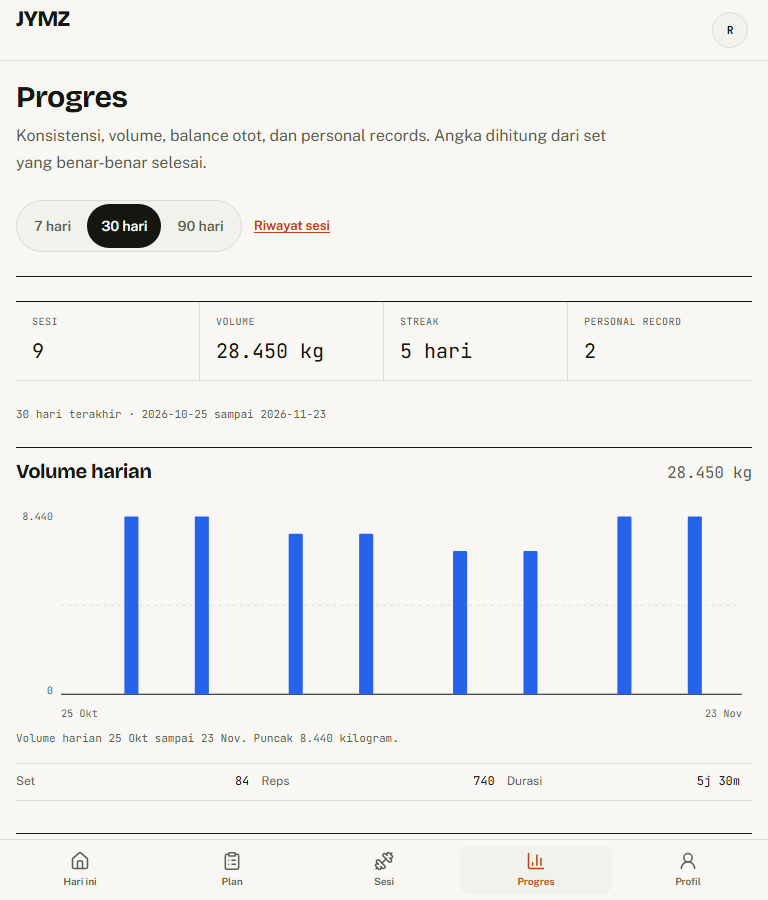 JYMZ
R
Progres
Konsistensi, volume, balance otot, dan personal records. Angka dihitung dari set
yang benar-benar selesai.
7 hari 30 hari 90 hari Riwayat sesi
SESI VOLUME STREAK PERSONAL RECORD
9 28.450 kg 5 hari 2
30 hari terakhir · 2026-10-25 sampai 2026-11-23
Volume harian 28.450 kg
8.440
0
25 Okt 23 Nov
Volume harian 25 Okt sampai 23 Nov. Puncak 8.440 kilogram.
Set 84 Reps 740 Durasi 5j 30m
Hari ini Plan Sesi Progres Profil